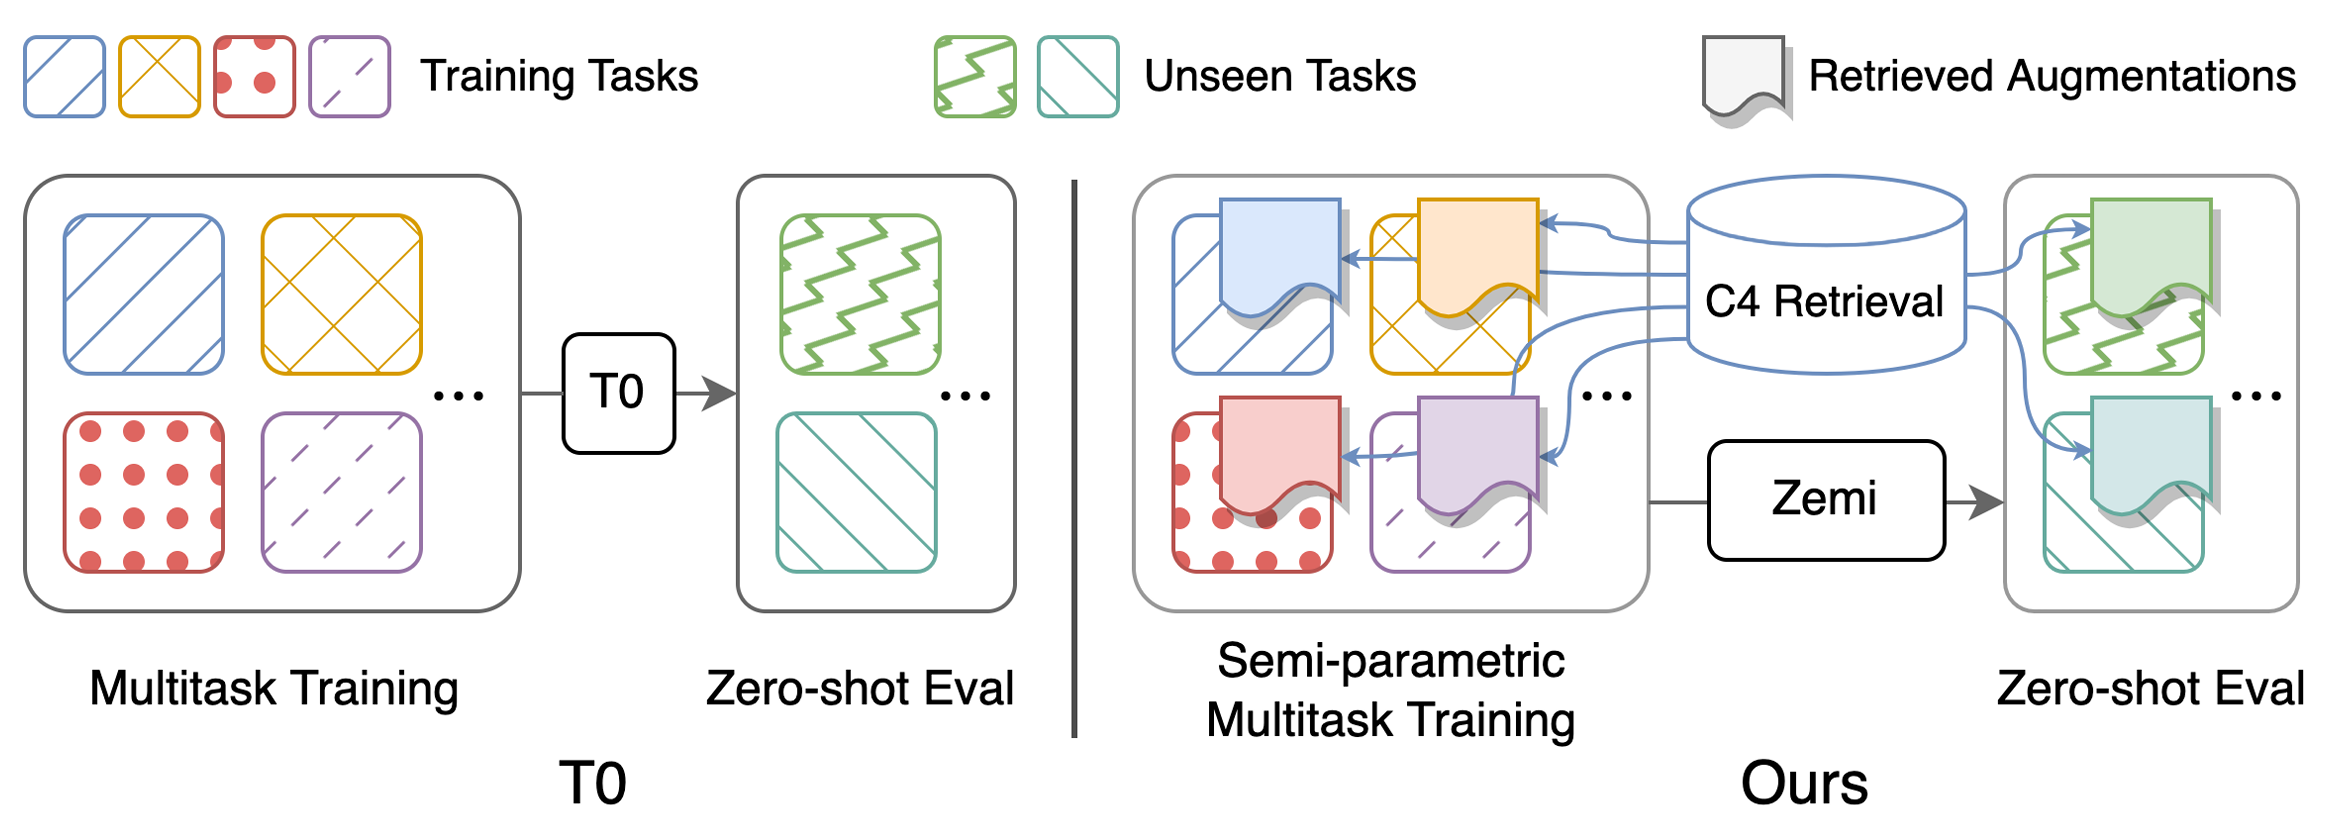 Training Tasks
Unseen Tasks
Retrieved Augmentations
T0
...
...
Multitask Training
Zero-shot Eval
T0
C4 Retrieval
...
Zemi
...
Semi-parametric
Multitask Training
Zero-shot Eval
Ours